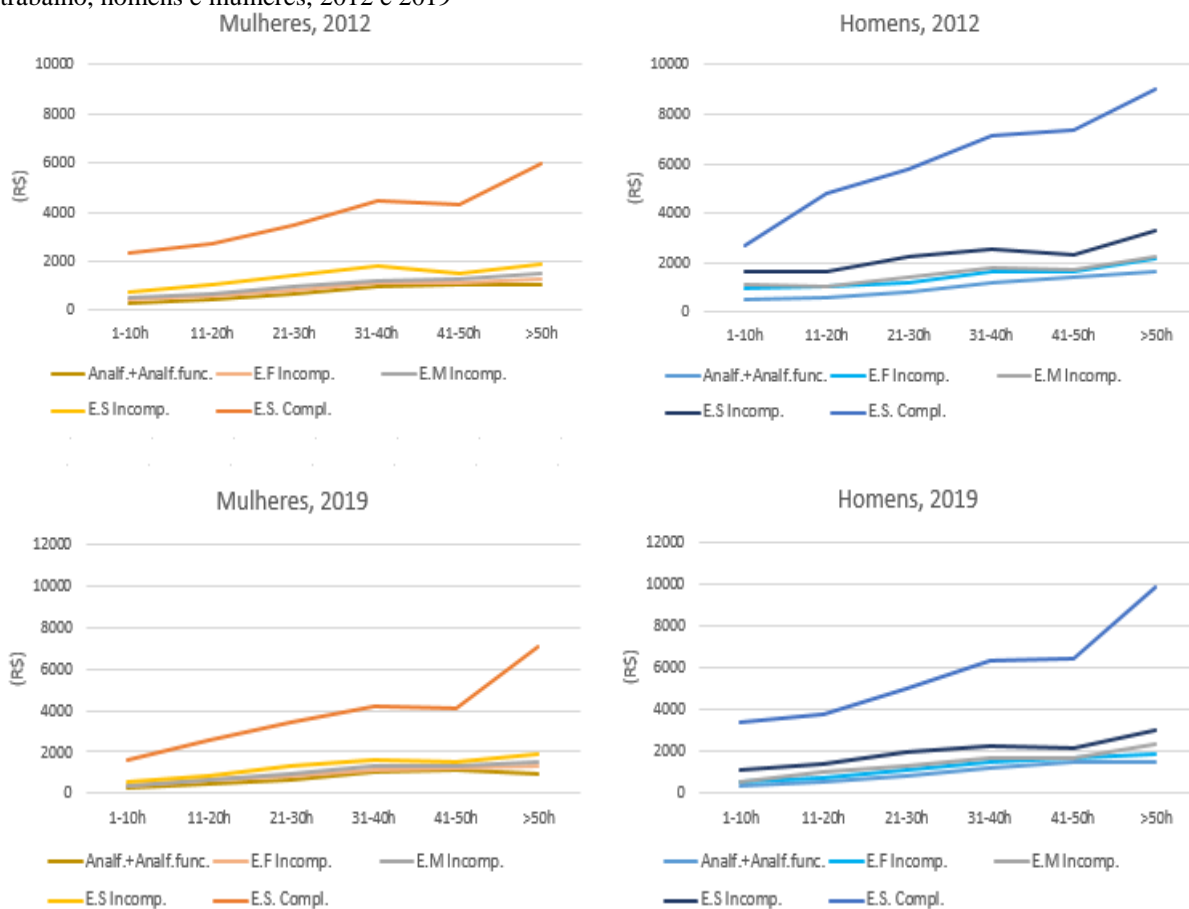 trabalho, homens e mulheres, 2012 e 2019
Mulheres, 2012
10000
8000
6000
4000
2000
0
(R$)
1-10h 11-20h 21-30h 31-40h 41-50h >50h
Analf.+Analf.func. E.F Incomp. E.M Incomp.
E.S Incomp. E.S. Compl.
Homens, 2012
10000
8000
6000
4000
2000
0
(R$)
1-10h 11-20h 21-30h 31-40h 41-50h >50h
Analf.+Analf.func. E.F Incomp. E.M Incomp.
E.S Incomp. E.S. Compl.
Mulheres, 2019
12000
10000
8000
6000
4000
2000
0
(R$)
1-10h 11-20h 21-30h 31-40h 41-50h >50h
Analf.+Analf.func. E.F Incomp. E.M Incomp.
E.S Incomp. E.S. Compl.
Homens, 2019
12000
10000
8000
6000
4000
2000
0
(R$)
1-10h 11-20h 21-30h 31-40h 41-50h >50h
Analf.+Analf.func. E.F Incomp. E.M Incomp.
E.S Incomp. E.S. Compl.